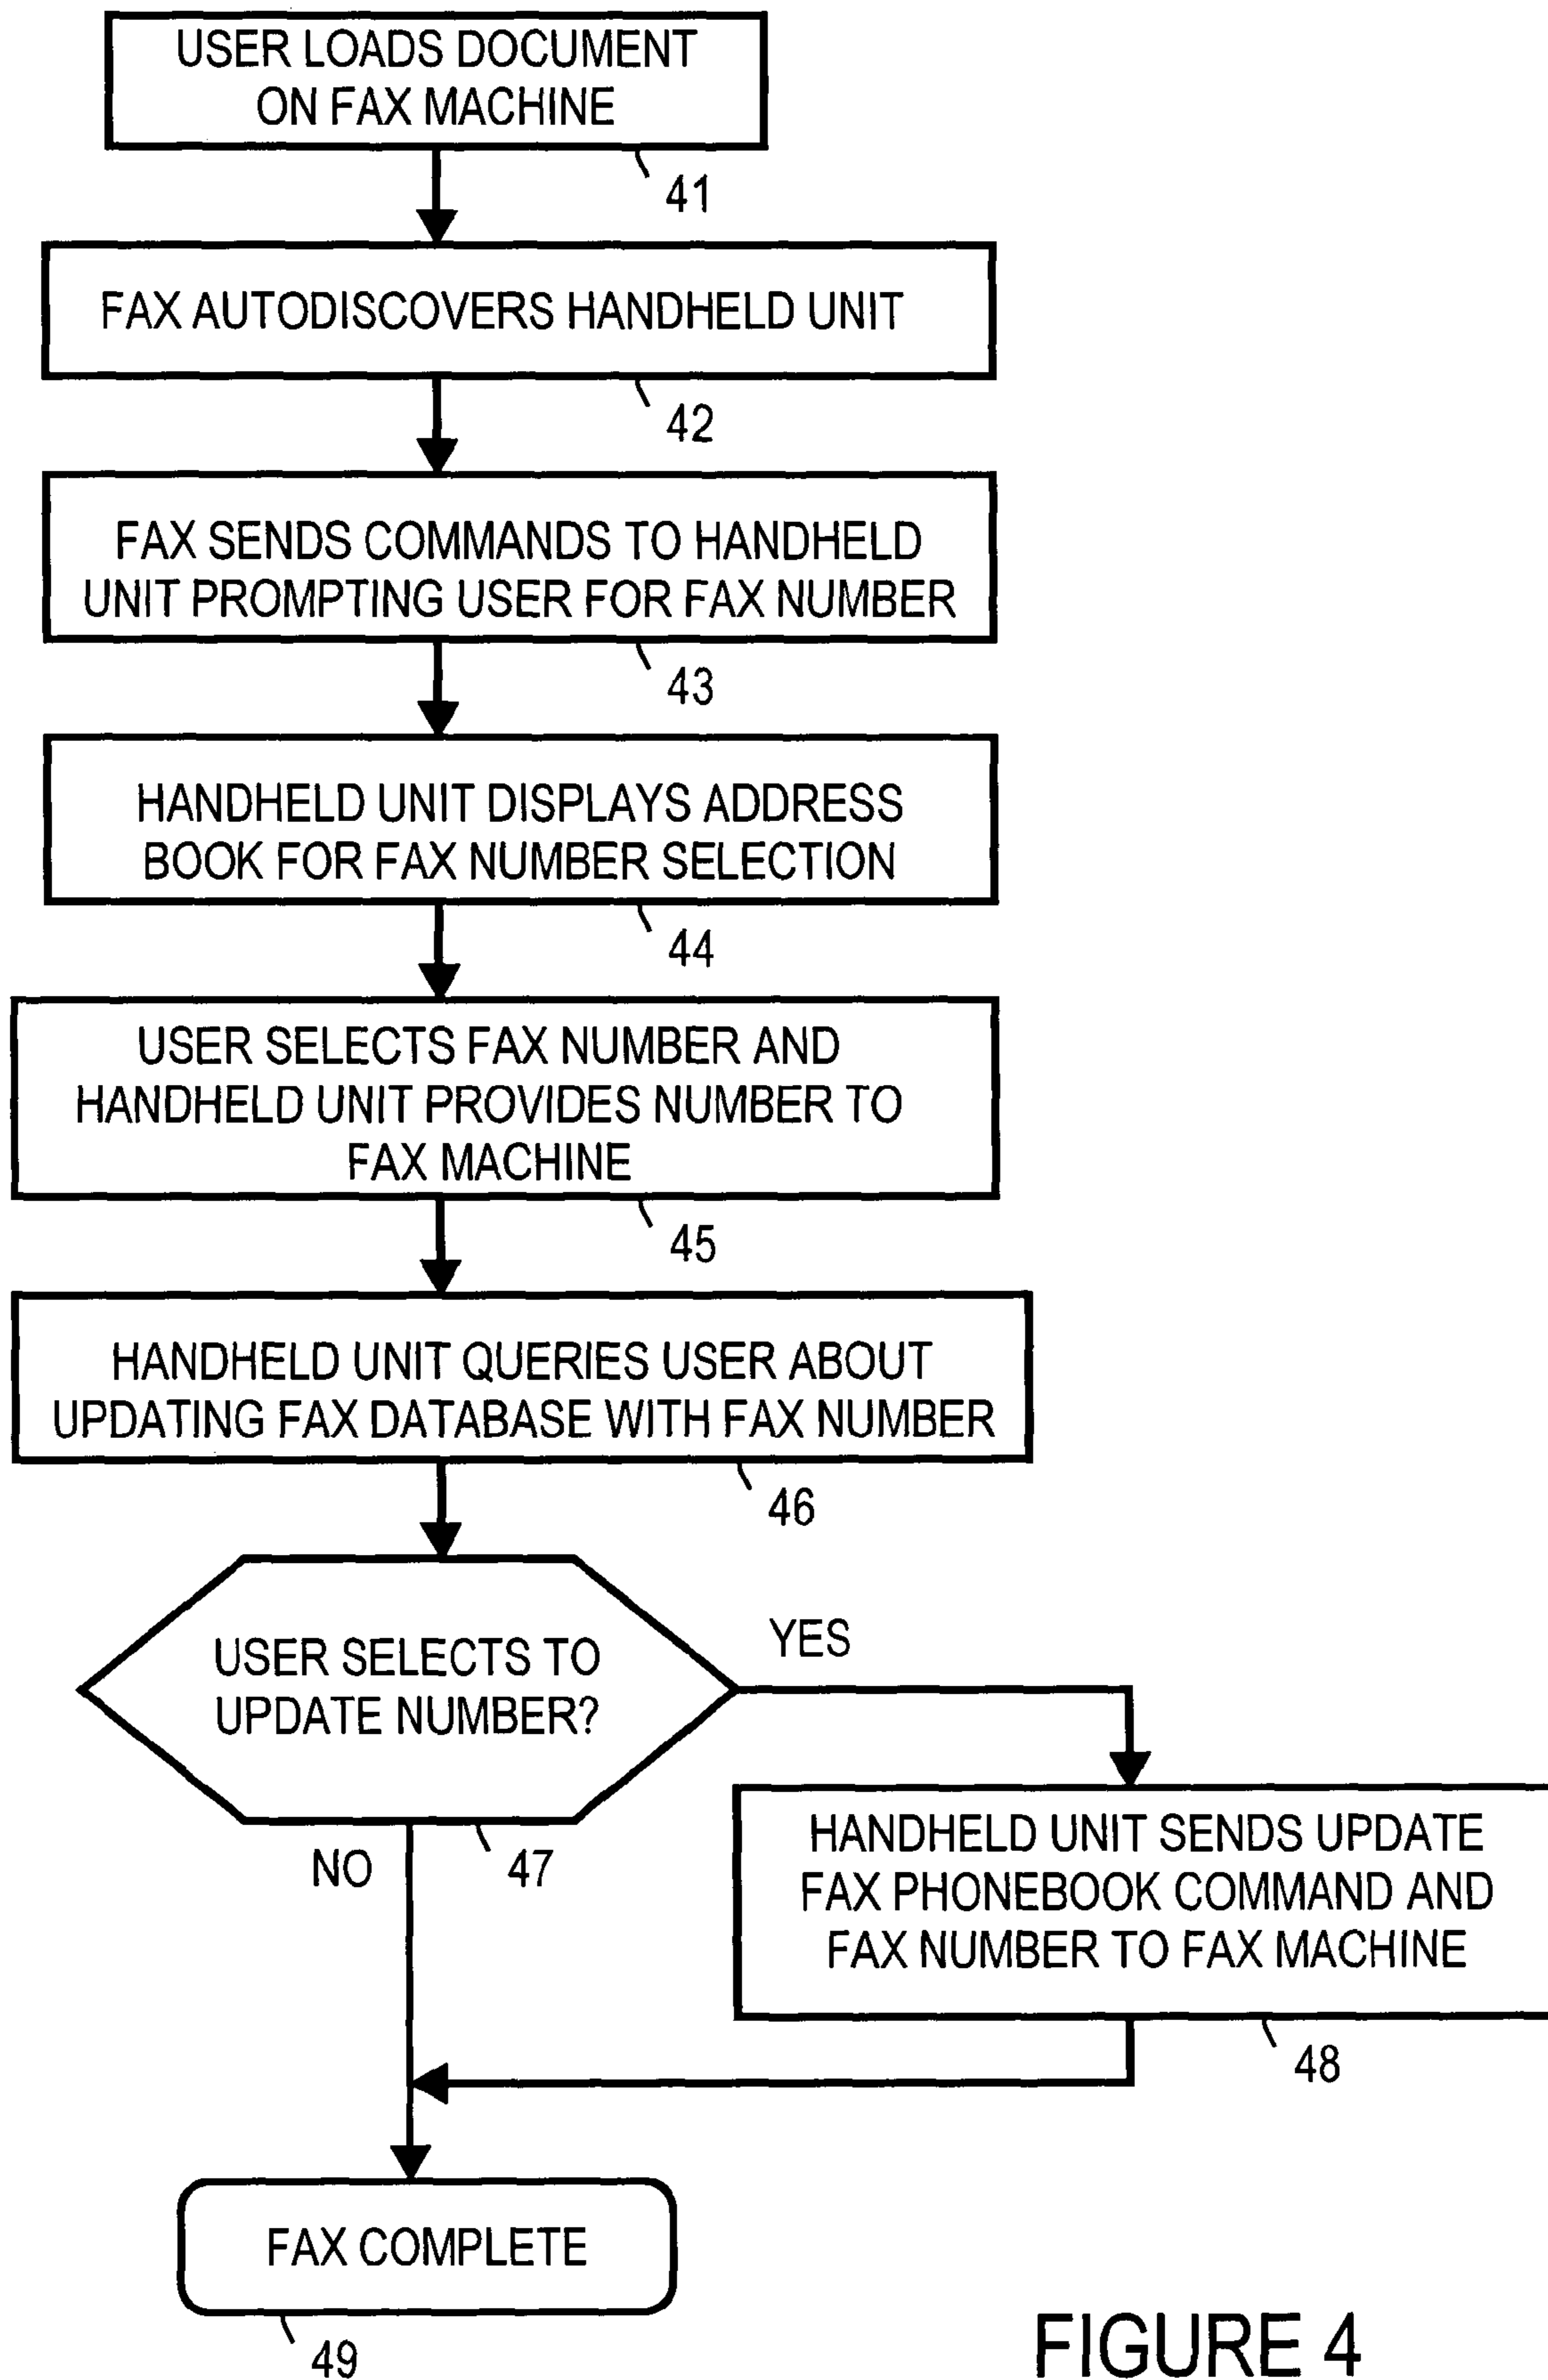 USER LOADS DOCUMENT
ON FAX MACHINE
41
FAX AUTODISCOVERS HANDHELD UNIT
42
FAX SENDS COMMANDS TO HANDHELD
UNIT PROMPTING USER FOR FAX NUMBER
43
HANDHELD UNIT DISPLAYS ADDRESS
BOOK FOR FAX NUMBER SELECTION
44
USER SELECTS FAX NUMBER AND
HANDHELD UNIT PROVIDES NUMBER TO
FAX MACHINE
45
HANDHELD UNIT QUERIES USER ABOUT
UPDATING FAX DATABASE WITH FAX NUMBER
46
USER SELECTS TO
UPDATE NUMBER?
YES
NO
47
HANDHELD UNIT SENDS UPDATE
FAX PHONEBOOK COMMAND AND
FAX NUMBER TO FAX MACHINE
48
FAX COMPLETE
49
FIGURE 4